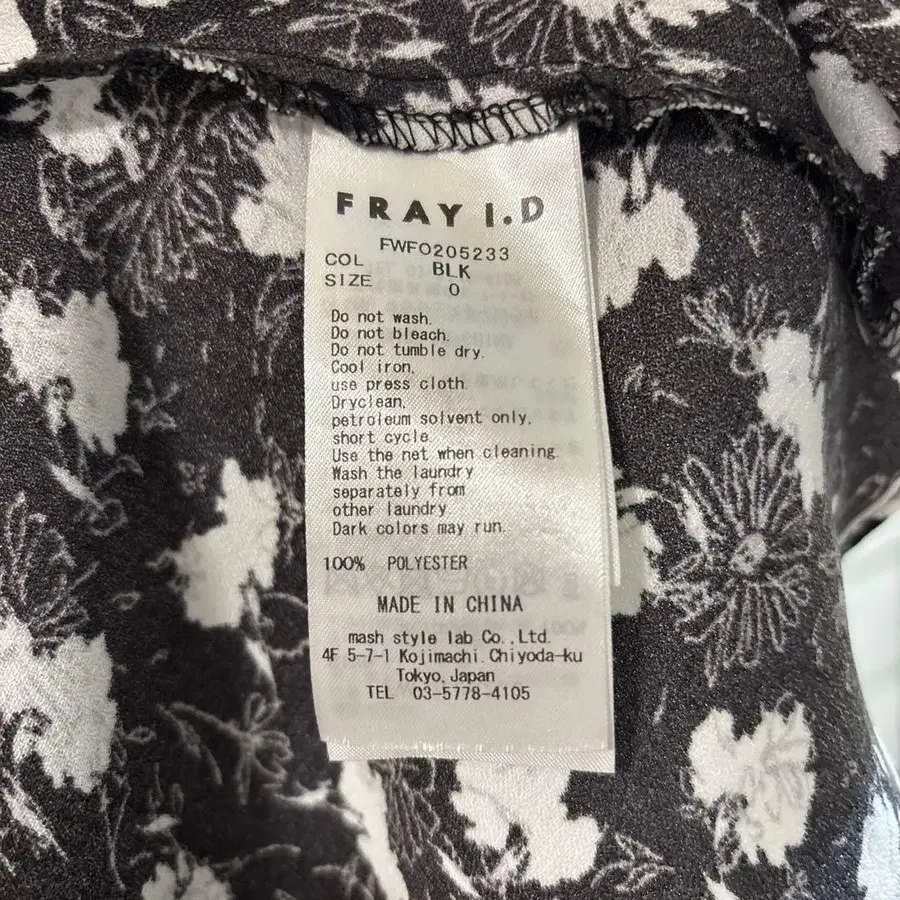 FRAY I.D
FWFO205233
COL BLK
SIZE 0
Do not wash.
Do not bleach.
Do not tumble dry.
Cool iron,
use press cloth.
Dryclean,
petroleum solvent only,
short cycle
Use the net when cleaning.
Wash the laundry
separately from
other laundry.
Dark colors may run.
100% POLYESTER
MADE IN CHINA
mash style lab Co.,Ltd.
4F 5-7-1 Kojimachi.Chiyoda-ku
Tokyo,Japan
TEL 03-5778-4105